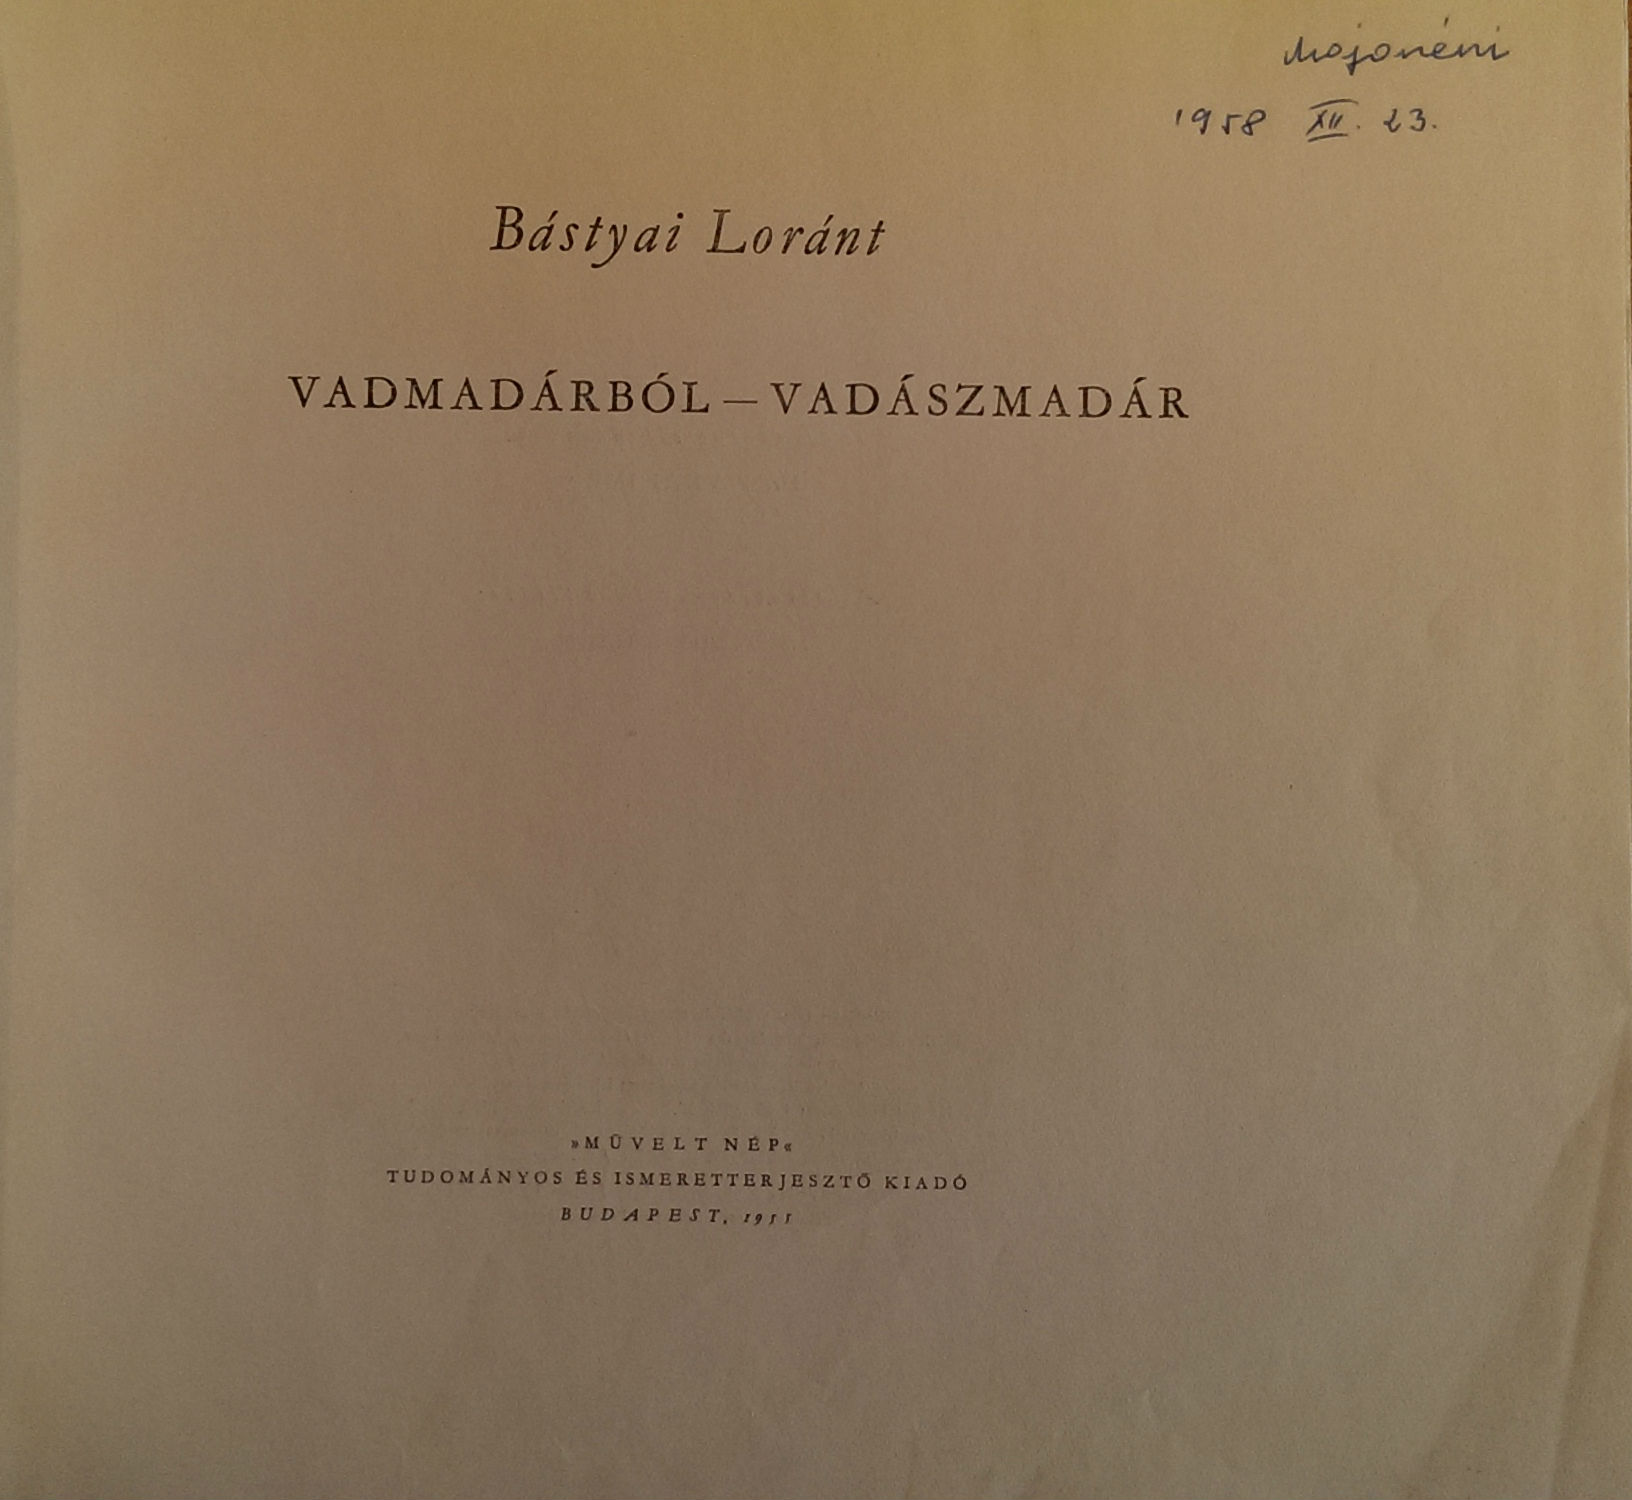 Mojonéni
1958 XII. 23.
Bástyai Loránt
VADMADÁRBÓL — VADÁSZMADÁR
»MŰVELT NÉP«
TUDOMÁNYOS ÉS ISMERETTERJESZTŐ KIADÓ
BUDAPEST, 1955